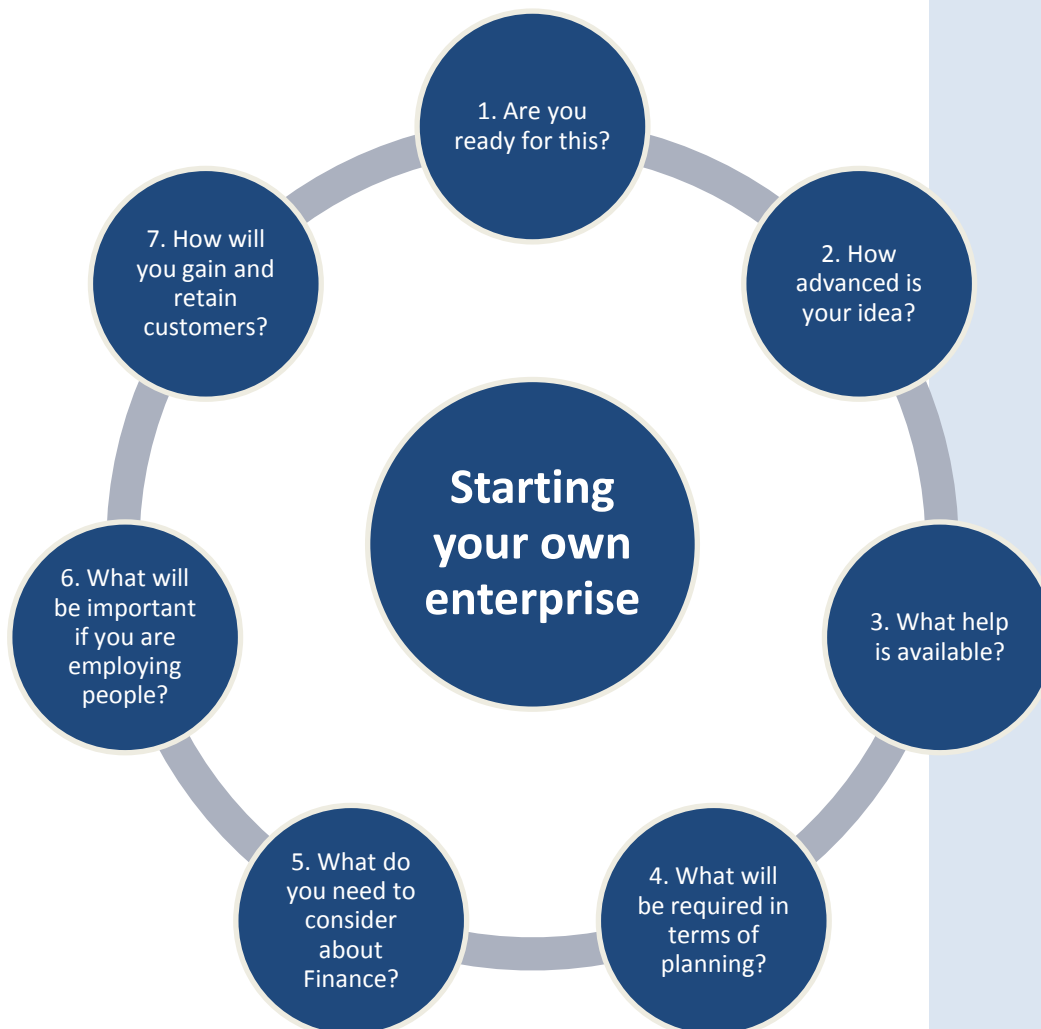 1. Are you
ready for this?
2. How
advanced is
your idea?
3. What help
is available?
4. What will
be required in
terms of
planning?
5. What do
you need to
consider
about
Finance?
6. What will
be important
if you are
employing
people?
7. How will
you gain and
retain
customers?
Starting
your own
enterprise